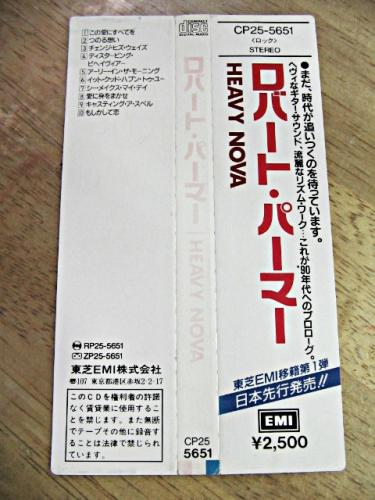 ①この愛にすべてを
②つのる想い
③チェンジ・ヒズ・ウェイズ
④ディスタービング・
ビヘイヴィアー
⑤アーリー・イン・ザ・モーニング
⑥イット・クッド・ハプン・トゥ・ユー
⑦シー・メイクス・マイ・デイ
⑧愛に身をまかせ
⑨キャスティング・ア・スペル
⑩もしかして恋
RP25-5651
ZP25-5651
東芝EMI株式会社
〒107 東京都港区赤坂2-2-17
このCDを権利者の許諾
なく賃貸業に使用するこ
とを禁じます。また無断
でテープその他に録音す
ることは法律で禁じられ
ています。
ロバート・パーマー
HEAVY NOVA
CP25
5651
COMPACT
disc
DIGITAL AUDIO
CP25-5651
〈ロック〉
STEREO
ロバート・パーマー
HEAVY NOVA
●まだ、時代が追いつくのを待っています。
ヘヴィなギター・サウンド、流麗なリズム・ワーク…これが'90年代へのプロローグ。
東芝EMI移籍第1弾
日本先行発売!!
EMI
¥2,500